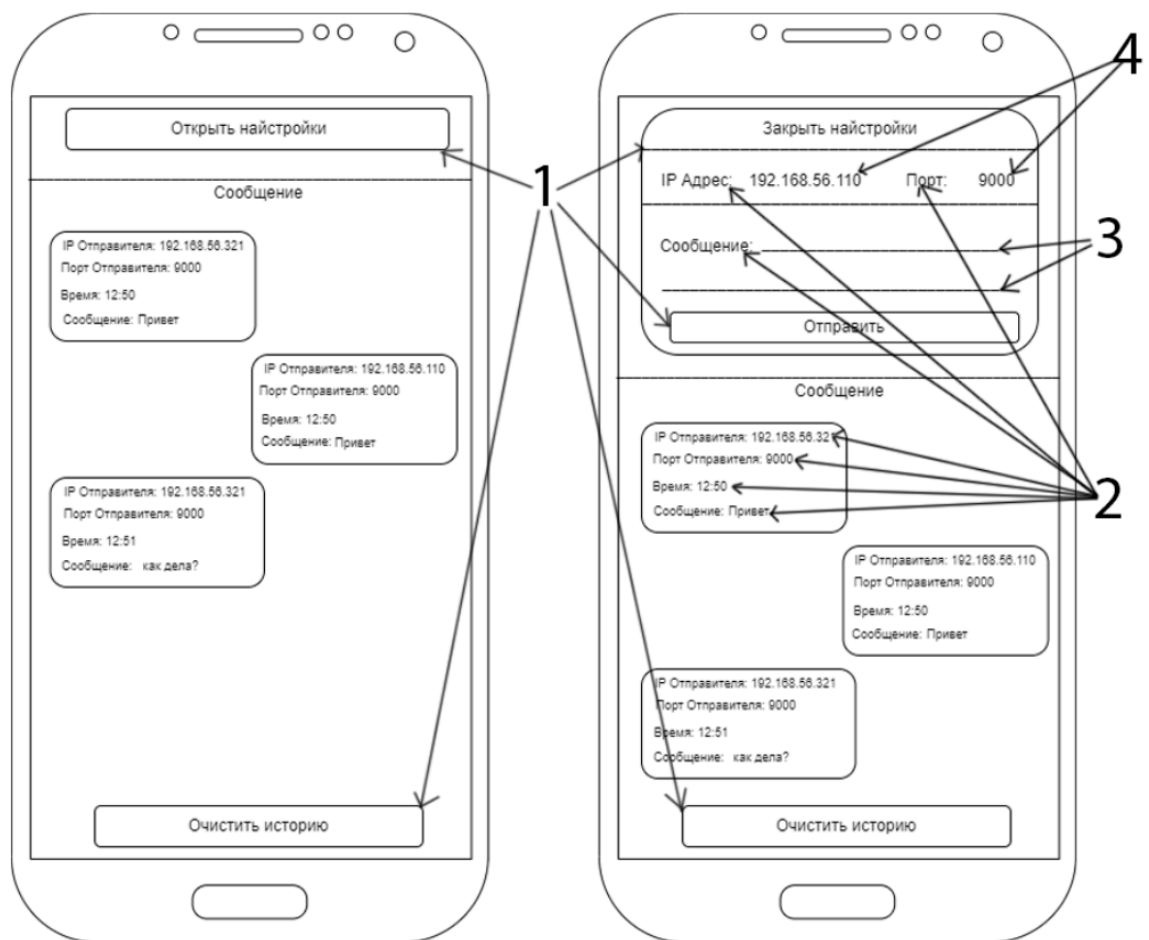 Открыть найстройки
Сообщение
IP Отправителя: 192.168.56.321
Порт Отправителя: 9000
Время: 12:50
Сообщение: Привет
IP Отправителя: 192.168.56.110
Порт Отправителя: 9000
Время: 12:50
Сообщение: Привет
IP Отправителя: 192.168.56.321
Порт Отправителя: 9000
Время: 12:51
Сообщение: как дела?
Очистить историю
1
Закрыть найстройки
IP Адрес: 192.168.56.110 Порт: 9000
Сообщение:
Отправить
Сообщение
IP Отправителя: 192.168.56.321
Порт Отправителя: 9000
Время: 12:50
Сообщение: Привет
IP Отправителя: 192.168.56.110
Порт Отправителя: 9000
Время: 12:50
Сообщение: Привет
IP Отправителя: 192.168.56.321
Порт Отправителя: 9000
Время: 12:51
Сообщение: как дела?
Очистить историю
4
3
2